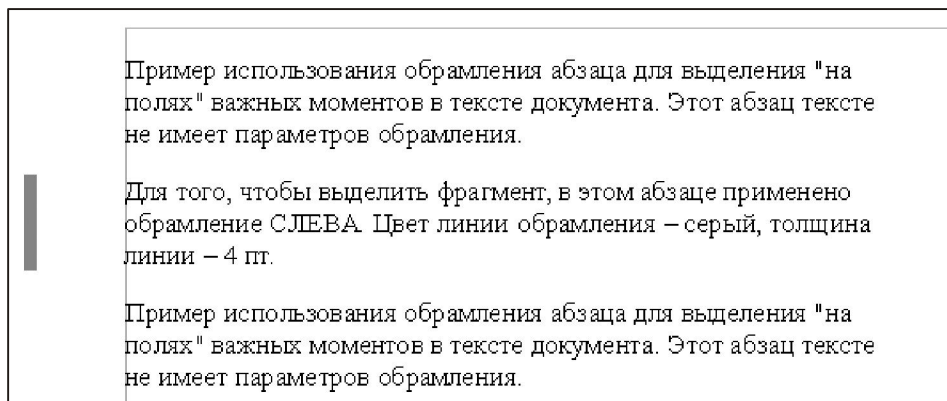 Пример использования обрамления абзаца для выделения "на
полях" важных моментов в тексте документа. Этот абзац тексте
не имеет параметров обрамления.
Для того, чтобы выделить фрагмент, в этом абзаце применено
обрамление СЛЕВА. Цвет линии обрамления – серый, толщина
линии – 4 пт.
Пример использования обрамления абзаца для выделения "на
полях" важных моментов в тексте документа. Этот абзац тексте
не имеет параметров обрамления.